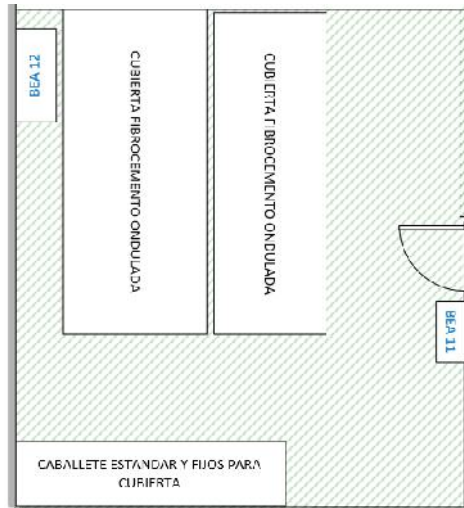 BEA 12
CUBIERTA FIBROCEMENTO ONDULADA
CUBIERTA FIBROCEMENTO ONDULADA
BEA 11
CABALLETE ESTANDAR Y FIJOS PARA
CUBIERTA